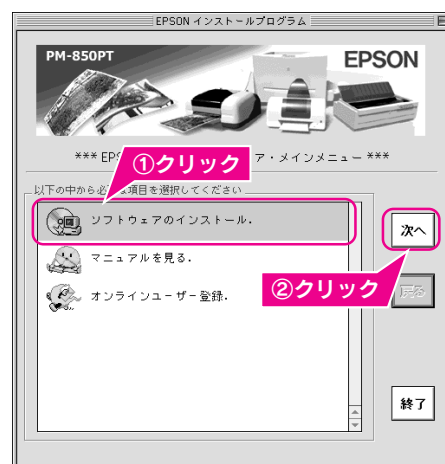 EPSON インストールプログラム
PM-850PT
EPSON
*** EPS ア・メインメニュー ***
①クリック
以下の中から必 な項目を選択してください
ソフトウェアのインストール.
次へ
マニュアルを見る.
②クリック
戻る
オンラインユーザー登録.
終了